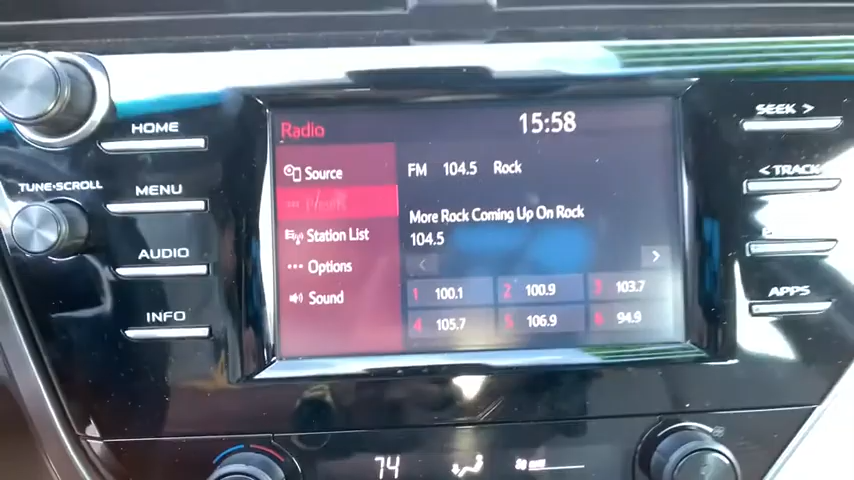 Radio
15:58
Source
Station List
Options
Sound
FM 104.5 Rock
More Rock Coming Up On Rock
104.5
1 100.1
2 100.9
3 103.7
4 105.7
5 106.9
6 94.9
HOME
MENU
AUDIO
INFO
TUNE·SCROLL
SEEK >
< TRACK
APPS
74